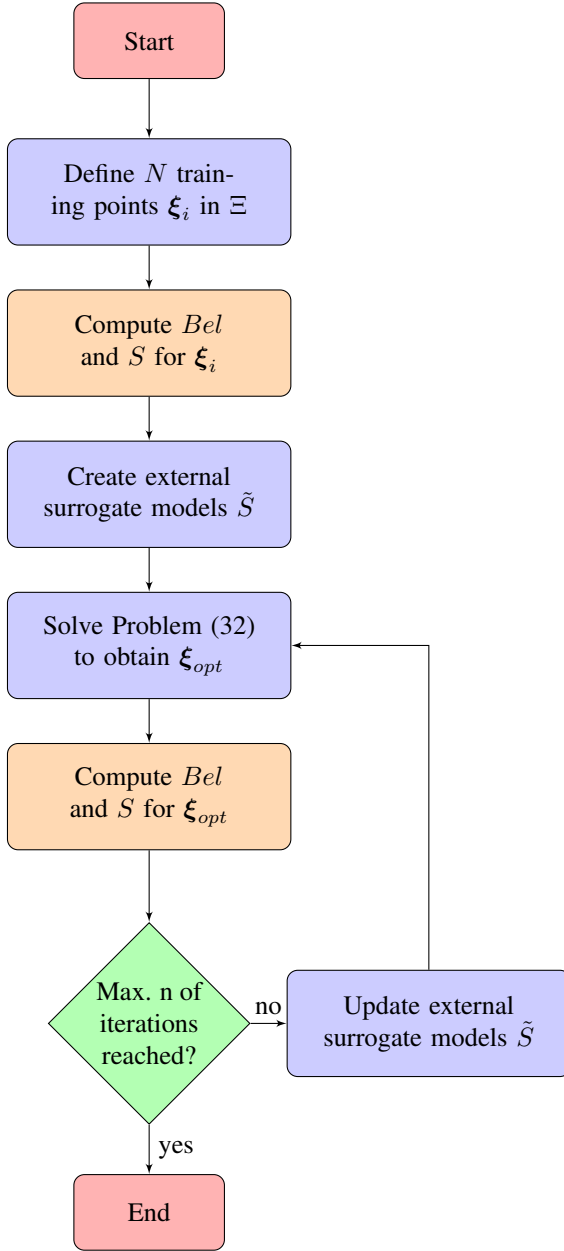 Start
Define N train-
ing points ξ_i in Ξ
Compute Bel
and S for ξ_i
Create external
surrogate models S̃
Solve Problem (32)
to obtain ξ_opt
Compute Bel
and S for ξ_opt
Max. n of
iterations
reached?
no
Update external
surrogate models S̃
yes
End